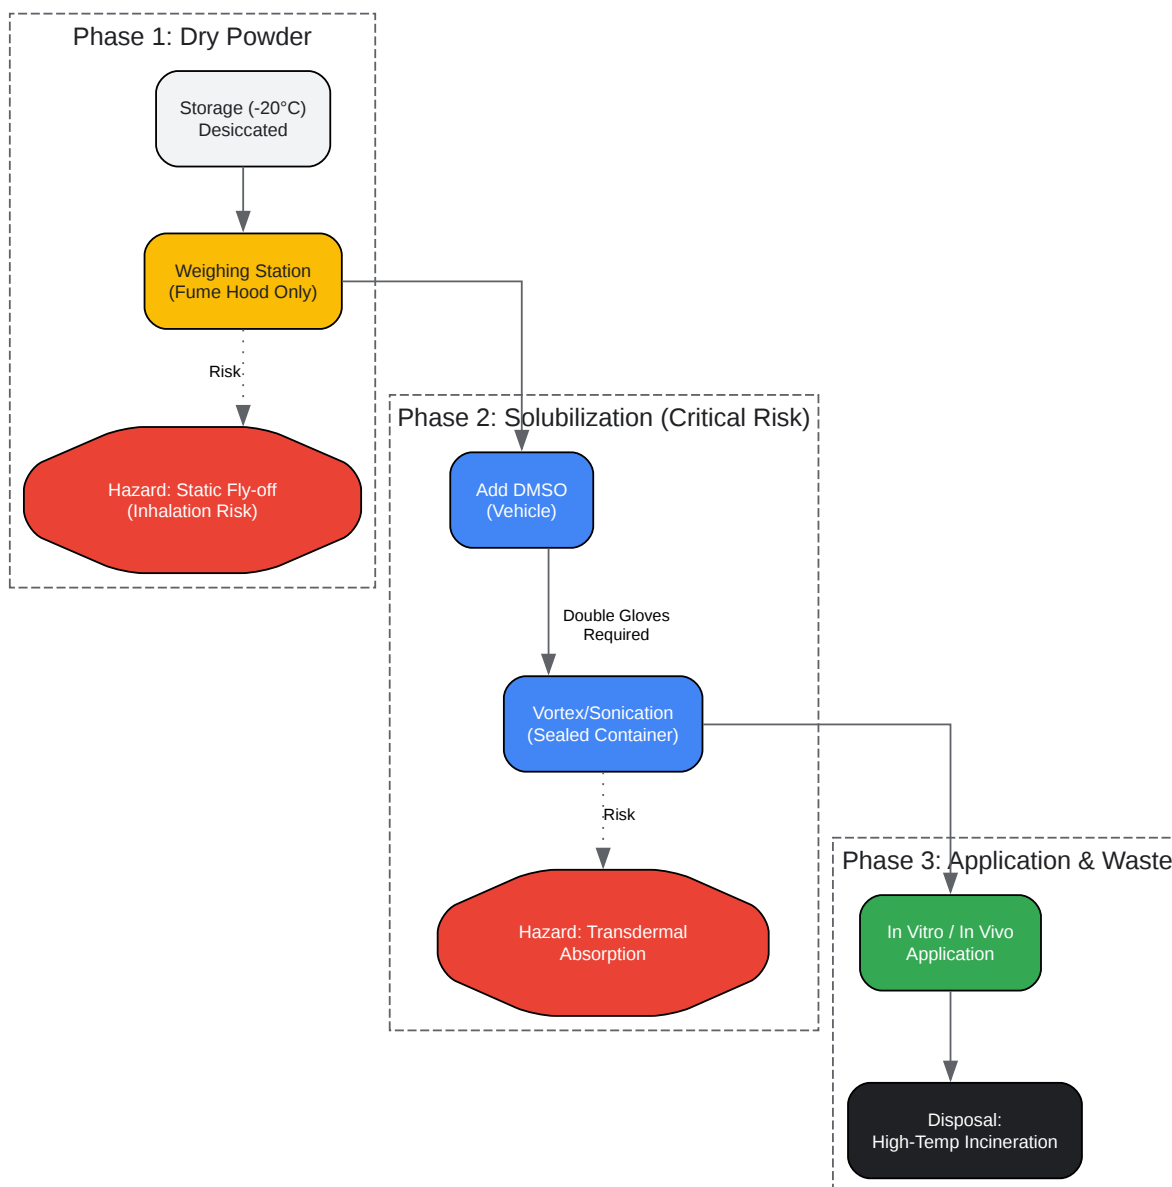 Phase 1: Dry Powder
Storage (-20°C)
Desiccated
Weighing Station
(Fume Hood Only)
Risk
Hazard: Static Fly-off
(Inhalation Risk)
Phase 2: Solubilization (Critical Risk)
Add DMSO
(Vehicle)
Double Gloves
Required
Vortex/Sonication
(Sealed Container)
Risk
Hazard: Transdermal
Absorption
Phase 3: Application & Waste
In Vitro / In Vivo
Application
Disposal:
High-Temp Incineration